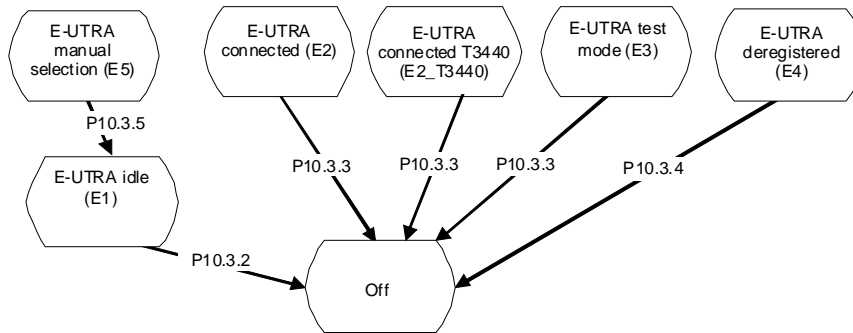 E-UTRA
manual
selection (E5)
E-UTRA
connected (E2)
E-UTRA
connected T3440
(E2_T3440)
E-UTRA test
mode (E3)
E-UTRA
deregistered
(E4)
P10.3.5
P10.3.3
P10.3.3
P10.3.3
P10.3.4
E-UTRA idle
(E1)
P10.3.2
Off